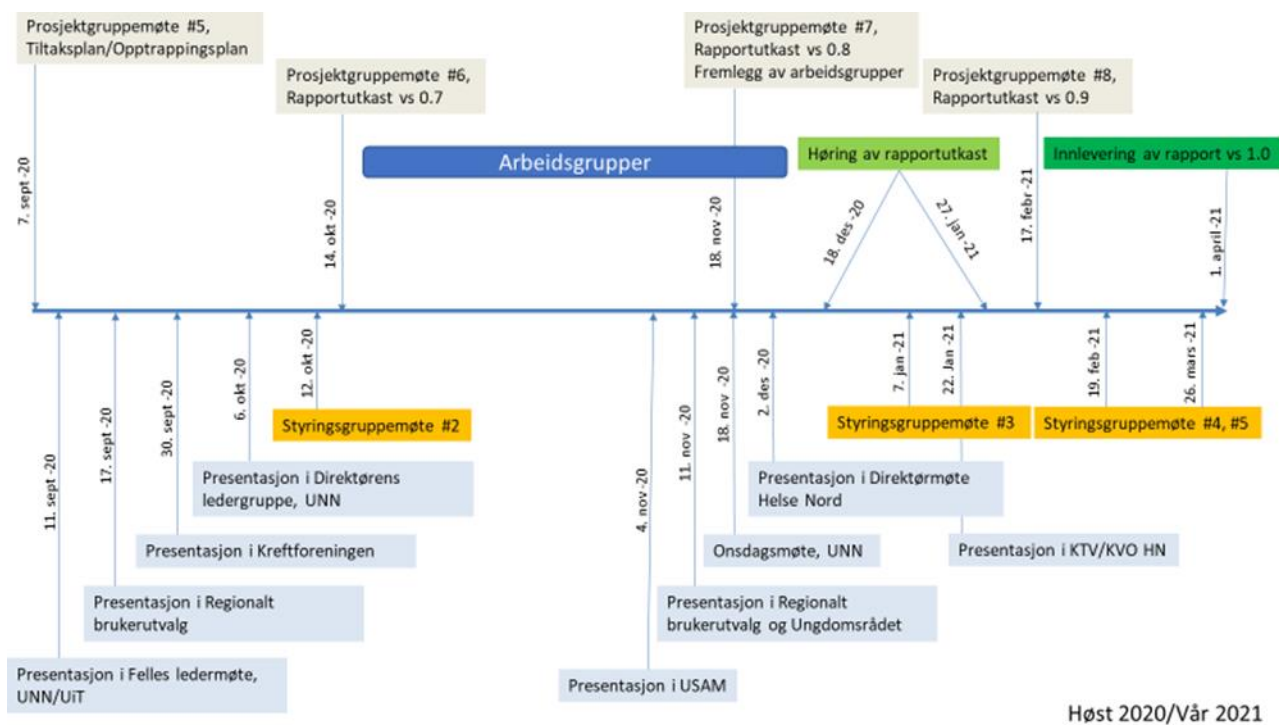 Prosjektgruppemøte #5,
Tiltaksplan/Opptrappingsplan
Prosjektgruppemøte #6,
Rapportutkast vs 0.7
Prosjektgruppemøte #7,
Rapportutkast vs 0.8
Fremlegg av arbeidsgrupper
Prosjektgruppemøte #8,
Rapportutkast vs 0.9
Arbeidsgrupper
Høring av rapportutkast
Innlevering av rapport vs 1.0
7. sept -20
14. okt -20
18. nov -20
18. des -20
27. jan -21
17. febr -21
1. april -21
11. sept -20
17. sept -20
30. sept -20
6. okt -20
12. okt -20
4. nov -20
11. nov -20
18. nov -20
2. des -20
7. jan -21
22. Jan -21
19. feb -21
26. mars -21
Styringsgruppemøte #2
Styringsgruppemøte #3
Styringsgruppemøte #4, #5
Presentasjon i Direktørens
ledergruppe, UNN
Presentasjon i Direktørmøte
Helse Nord
Presentasjon i Kreftforeningen
Onsdagsmøte, UNN
Presentasjon i KTV/KVO HN
Presentasjon i Regionalt
brukerutvalg
Presentasjon i Regionalt
brukerutvalg og Ungdomsrådet
Presentasjon i Felles ledermøte,
UNN/UiT
Presentasjon i USAM
Høst 2020/Vår 2021